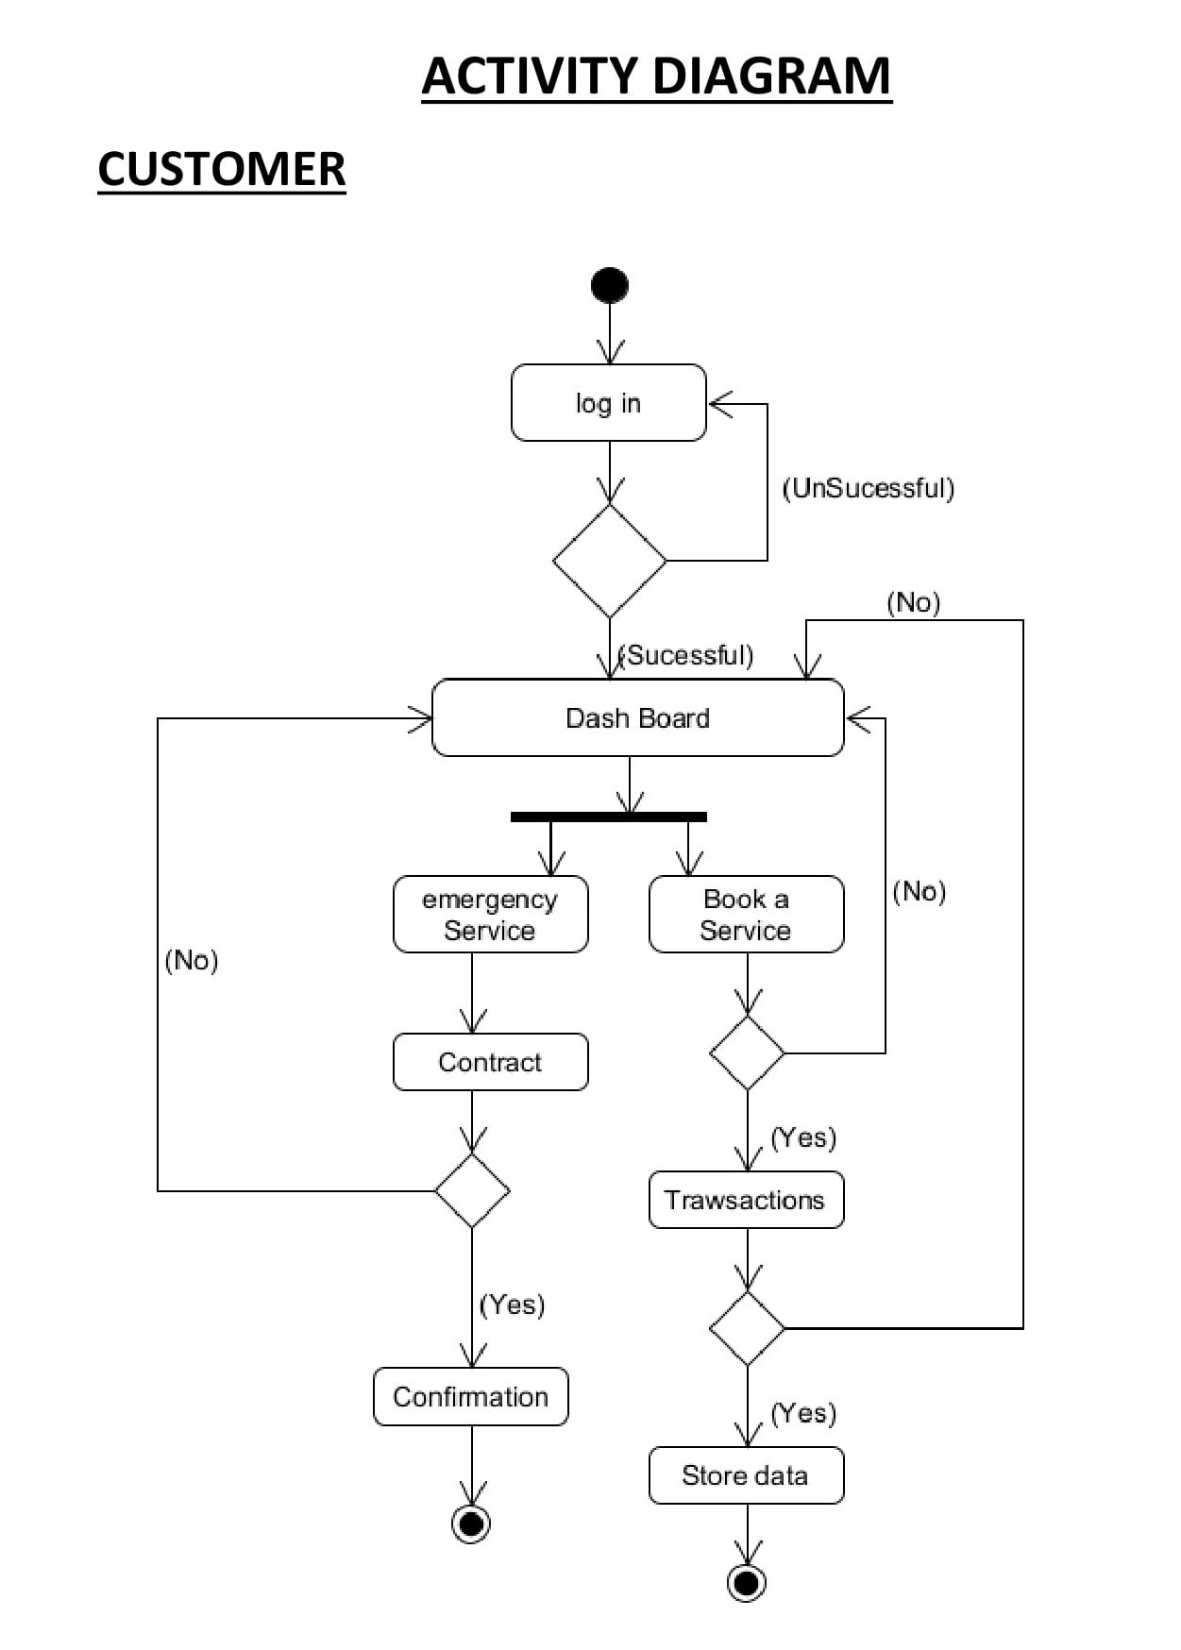 ACTIVITY DIAGRAM
CUSTOMER
log in
(UnSucessful)
(No)
(Sucessful)
Dash Board
emergency
Service
Book a
Service
(No)
(No)
Contract
(Yes)
Trawsactions
(Yes)
Confirmation
(Yes)
Store data